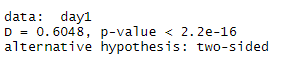 data:  day1
D = 0.6048, p-value < 2.2e-16
alternative hypothesis: two-sided